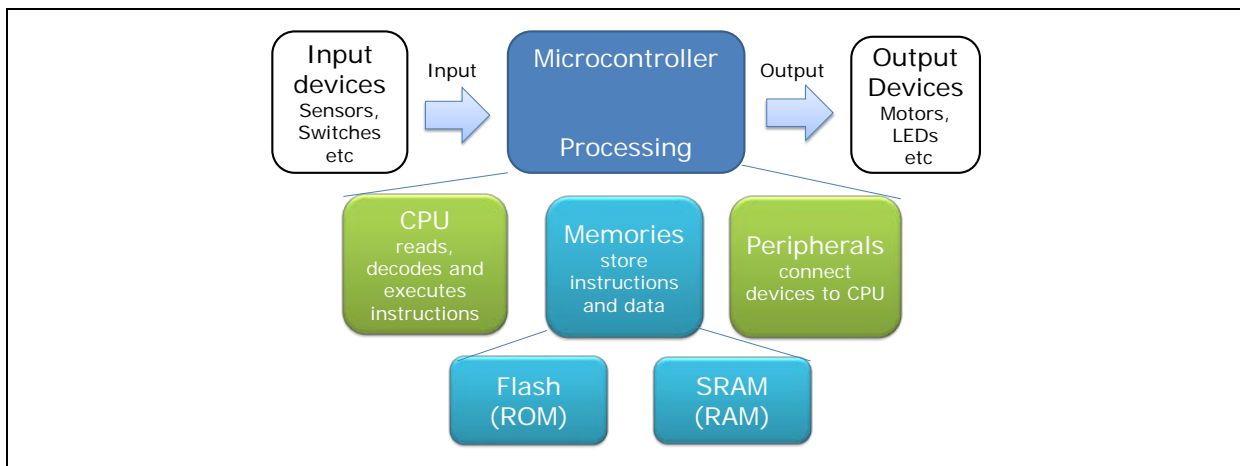 Input
devices
Sensors,
Switches
etc
Input
Microcontroller
Processing
Output
Output
Devices
Motors,
LEDs
etc
CPU
reads,
decodes and
executes
instructions
Memories
store
instructions
and data
Peripherals
connect
devices to CPU
Flash
(ROM)
SRAM
(RAM)